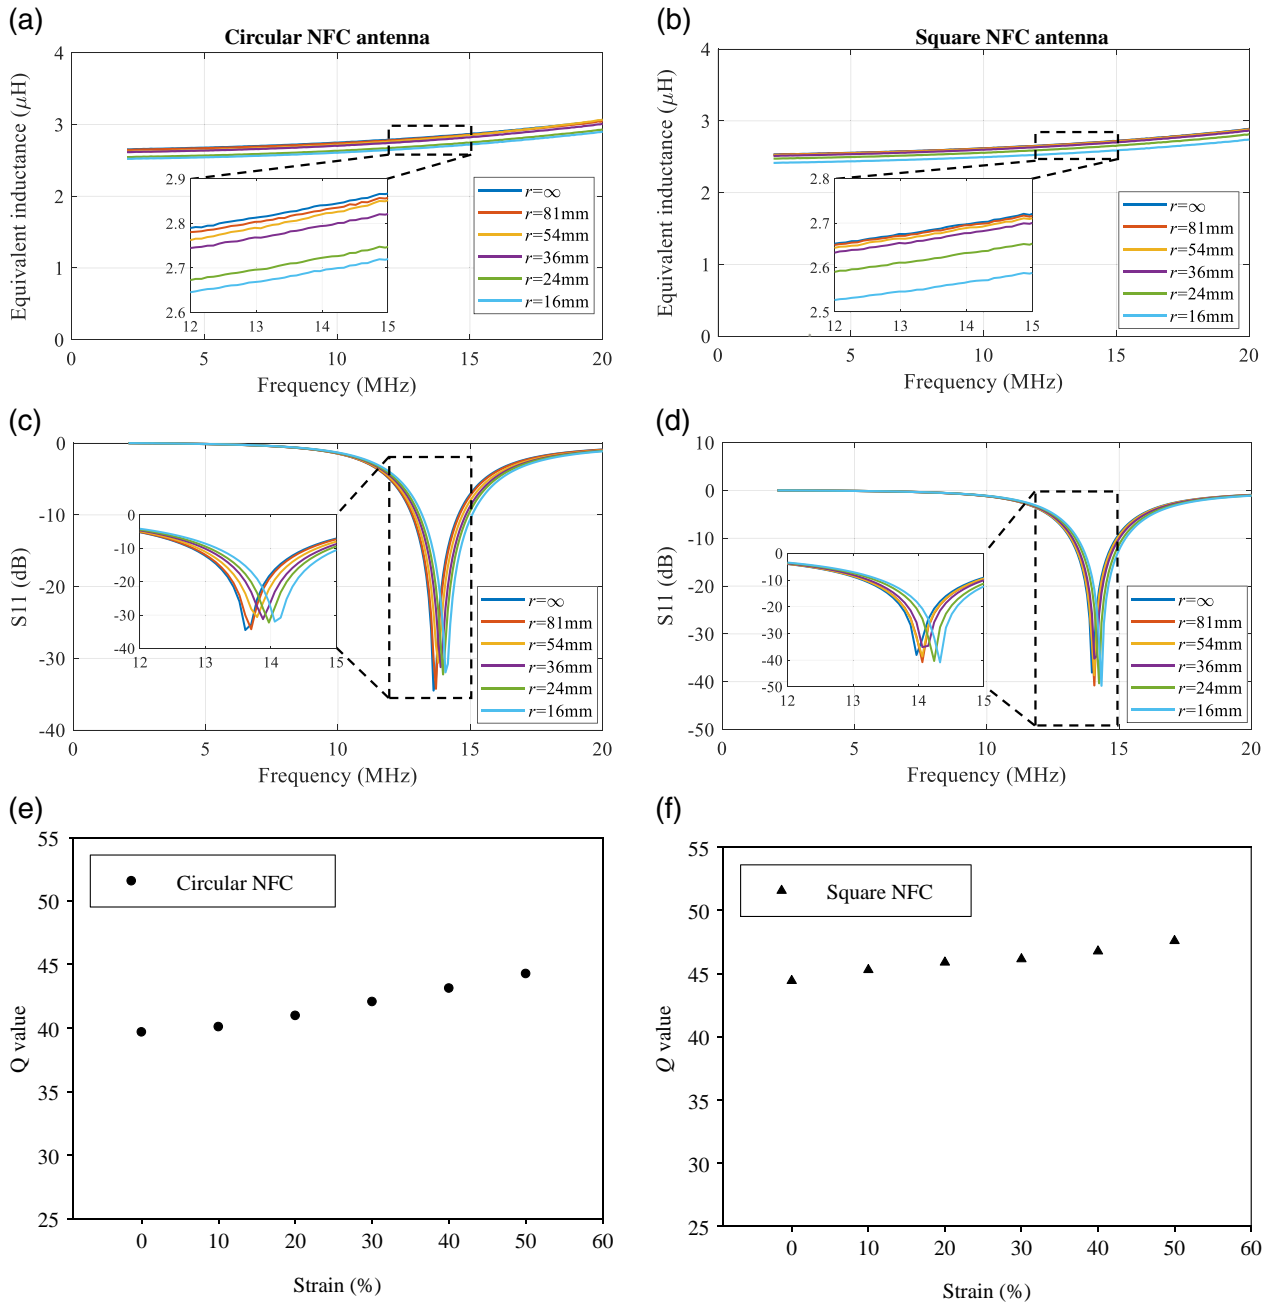 (a)
Circular NFC antenna
Equivalent inductance (μH)
4
3
2
1
0
0
5
10
15
20
Frequency (MHz)
2.9
2.8
2.7
2.6
12
13
14
15
r=∞
r=81mm
r=54mm
r=36mm
r=24mm
r=16mm
(b)
Square NFC antenna
Equivalent inductance (μH)
4
3
2
1
0
0
5
10
15
20
Frequency (MHz)
2.8
2.7
2.6
2.5
12
13
14
15
r=∞
r=81mm
r=54mm
r=36mm
r=24mm
r=16mm
(c)
S11 (dB)
0
-10
-20
-30
-40
0
5
10
15
20
Frequency (MHz)
0
-10
-20
-30
-40
12
13
14
15
r=∞
r=81mm
r=54mm
r=36mm
r=24mm
r=16mm
(d)
S11 (dB)
10
0
-10
-20
-30
-40
-50
0
5
10
15
20
Frequency (MHz)
0
-10
-20
-30
-40
-50
12
13
14
15
r=∞
r=81mm
r=54mm
r=36mm
r=24mm
r=16mm
(e)
Q value
55
50
45
40
35
30
25
Circular NFC
0
10
20
30
40
50
60
Strain (%)
(f)
Q value
55
50
45
40
35
30
25
Square NFC
0
10
20
30
40
50
60
Strain (%)